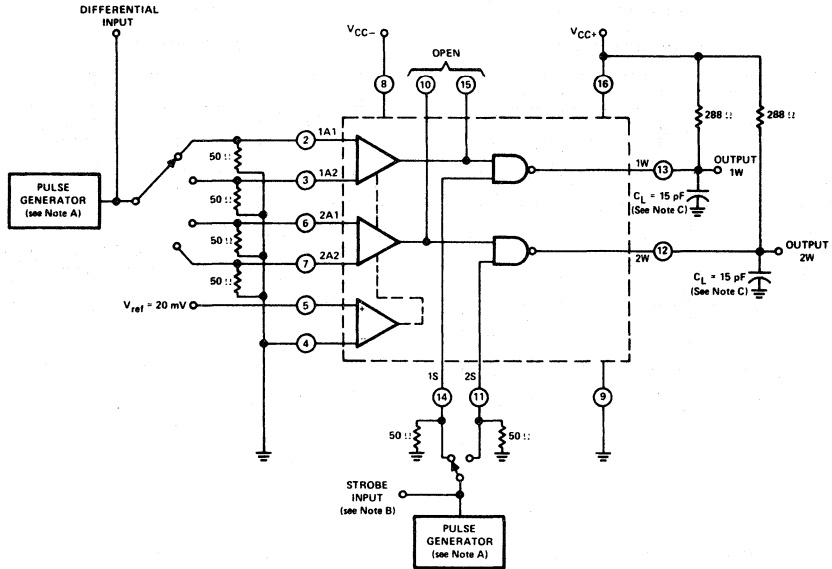 DIFFERENTIAL
INPUT
VCC−
VCC+
OPEN
8
10
15
16
288 Ω
288 Ω
2
1A1
50 Ω
3
1A2
50 Ω
6
2A1
50 Ω
7
2A2
50 Ω
PULSE
GENERATOR
(see Note A)
1W
13
OUTPUT
1W
CL = 15 pF
(See Note C)
2W
12
OUTPUT
2W
CL = 15 pF
(See Note C)
Vref = 20 mV
5
+
4
−
1S
2S
14
11
9
50 Ω
50 Ω
STROBE
INPUT
(see Note B)
PULSE
GENERATOR
(see Note A)